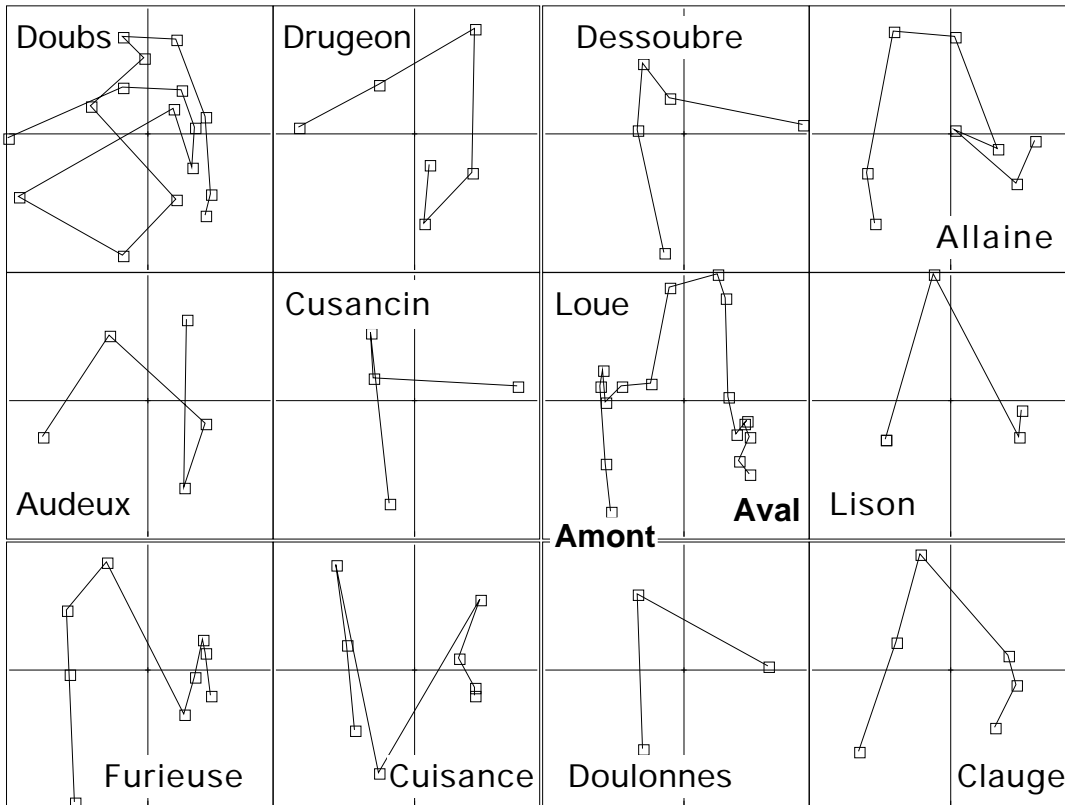 Doubs
Drugeon
Dessoubre
Allaine
Cusancin
Loue
Audeux
Aval
Lison
Amont
Furieuse
Cuisance
Doulonnes
Clauge